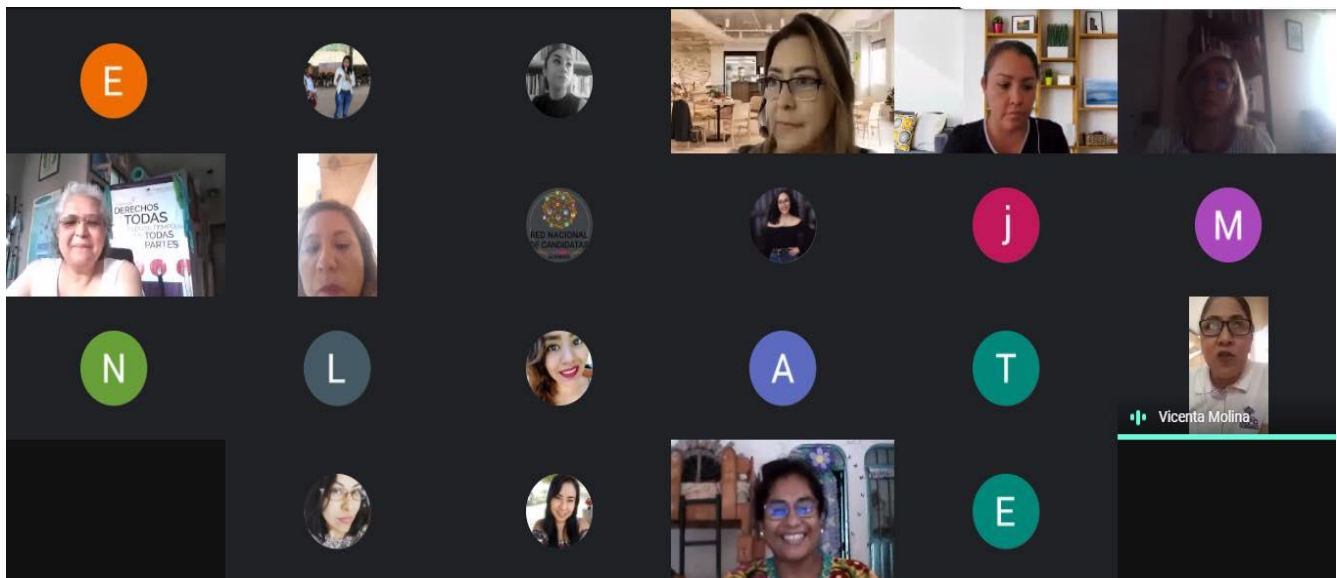 E
DERECHOS
TODAS
TODAS
PARTES
RED NACIONAL
DE CANDIDATAS
j
M
N
L
A
T
Vicenta Molina
E